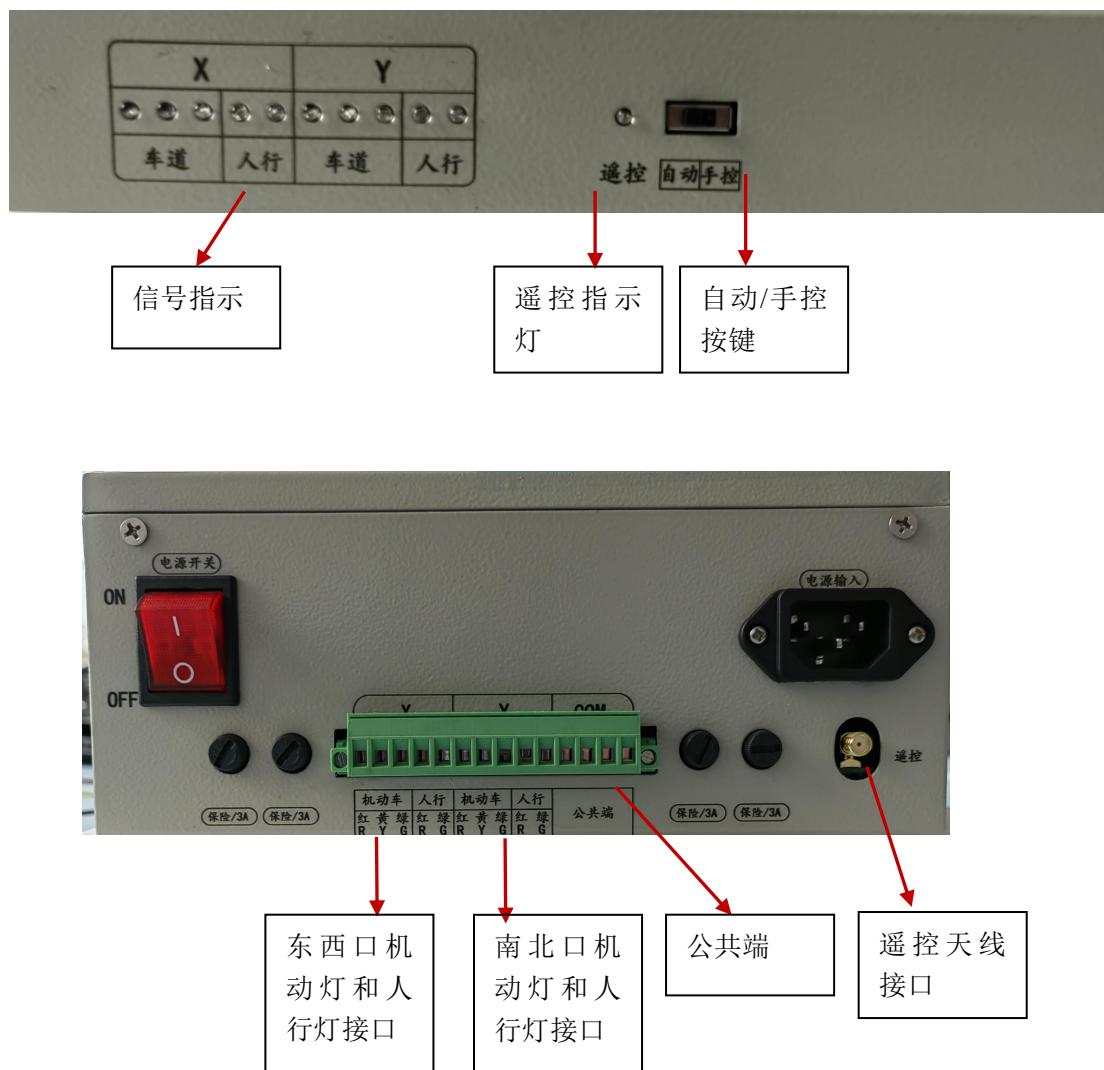 X Y
车道 人行 车道 人行
遥控 自动 手控
信号指示
遥控指示
灯
自动/手控
按键
电源开关
ON
OFF
电源输入
遥控
机动车 人行 机动车 人行
红 黄 绿 红 绿 红 黄 绿 红 绿
R Y G R G R Y G R G
公共端
保险/3A 保险/3A
保险/3A 保险/3A
东西口机
动灯和人
行灯接口
南北口机
动灯和人
行灯接口
公共端
遥控天线
接口